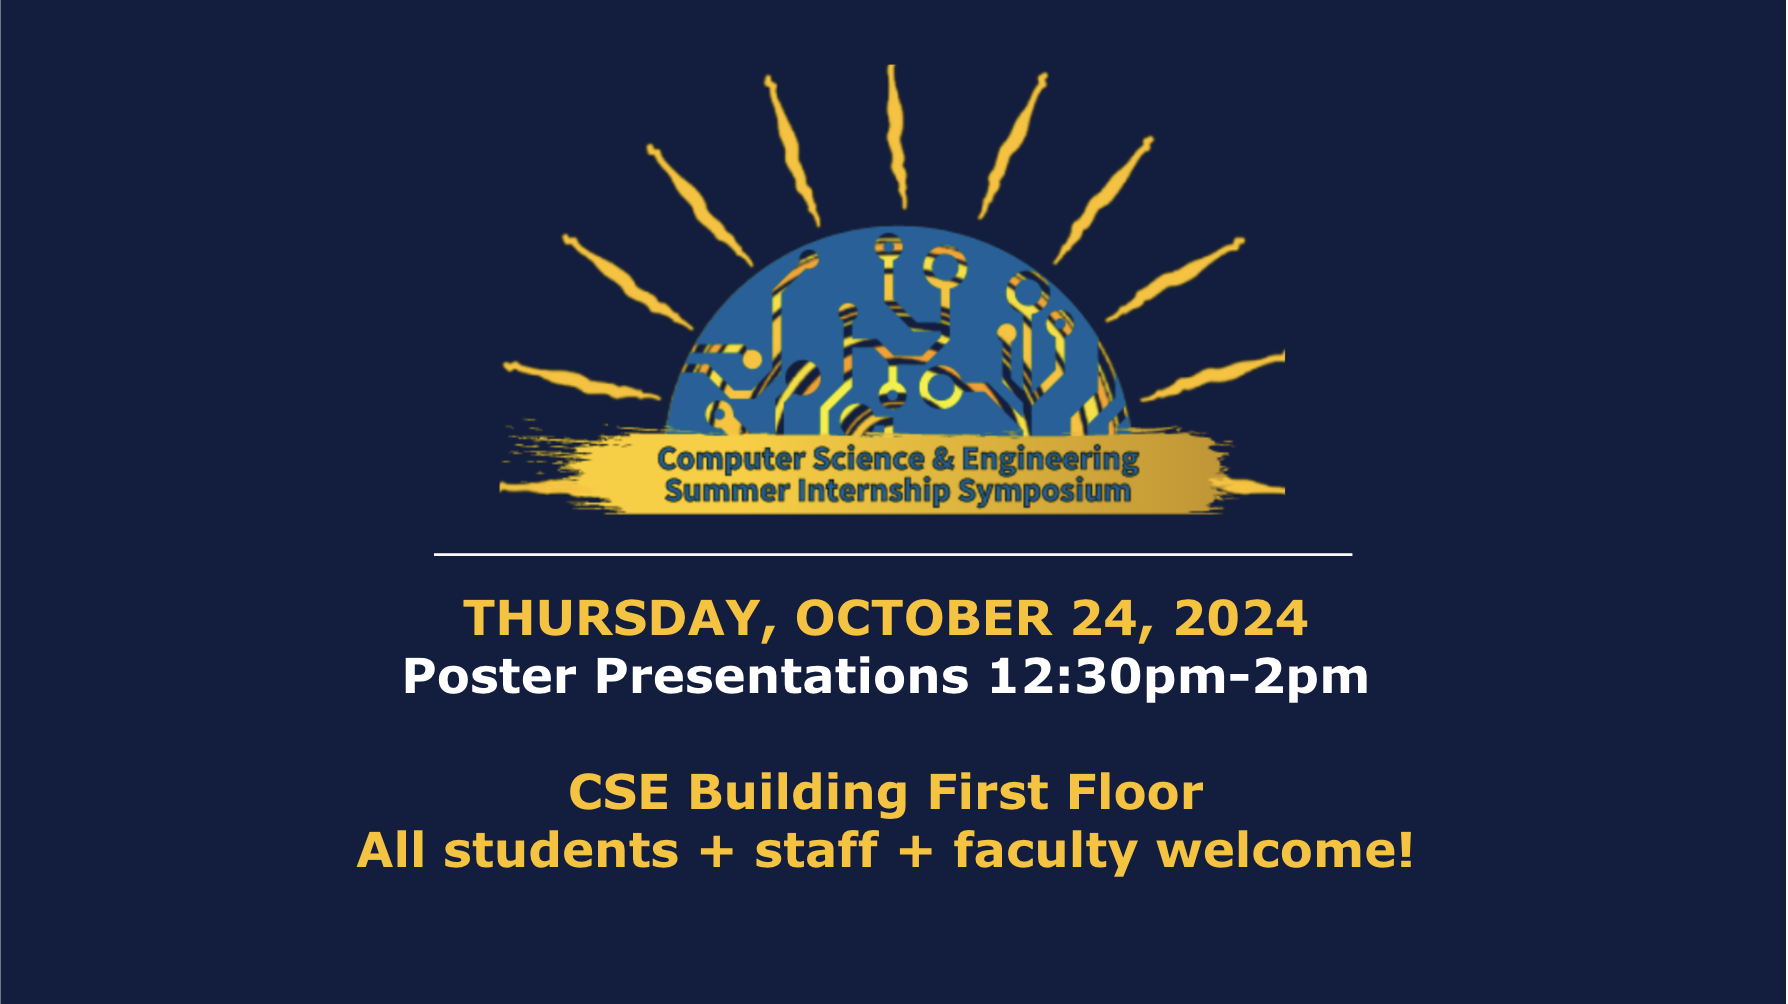 Computer Science & Engineering
Summer Internship Symposium
THURSDAY, OCTOBER 24, 2024
Poster Presentations 12:30pm-2pm
CSE Building First Floor
All students + staff + faculty welcome!